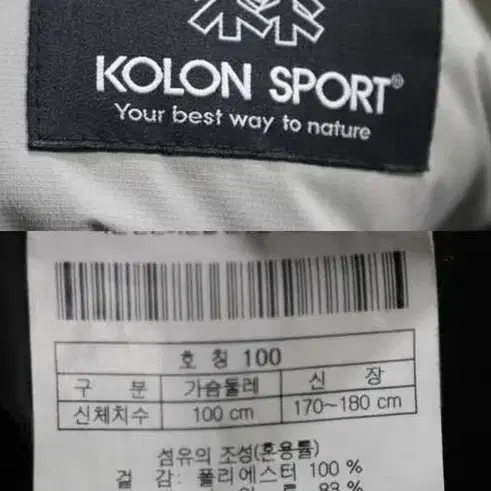 KOLON SPORT®
Your best way to nature
호 칭 100
구 분 가슴둘레 신 장
신체치수 100 cm 170~180 cm
섬유의 조성(혼용률)
겉 감: 폴리에스터 100 %
83 %